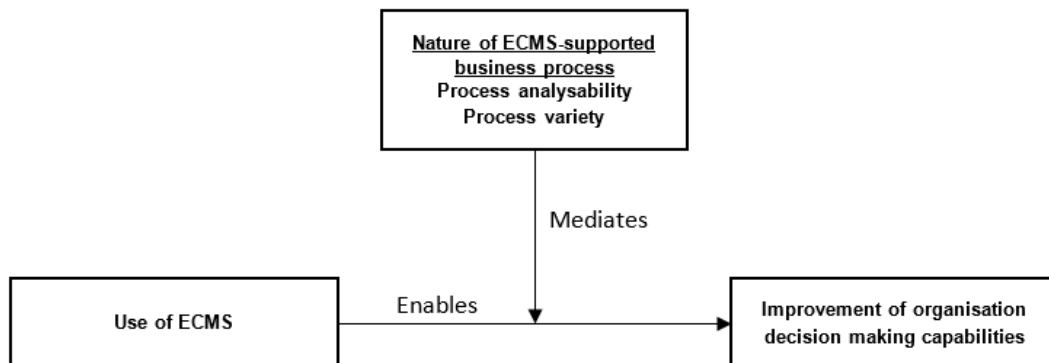 Nature of ECMS-supported
business process
Process analysability
Process variety
Mediates
Enables
Use of ECMS
Improvement of organisation
decision making capabilities